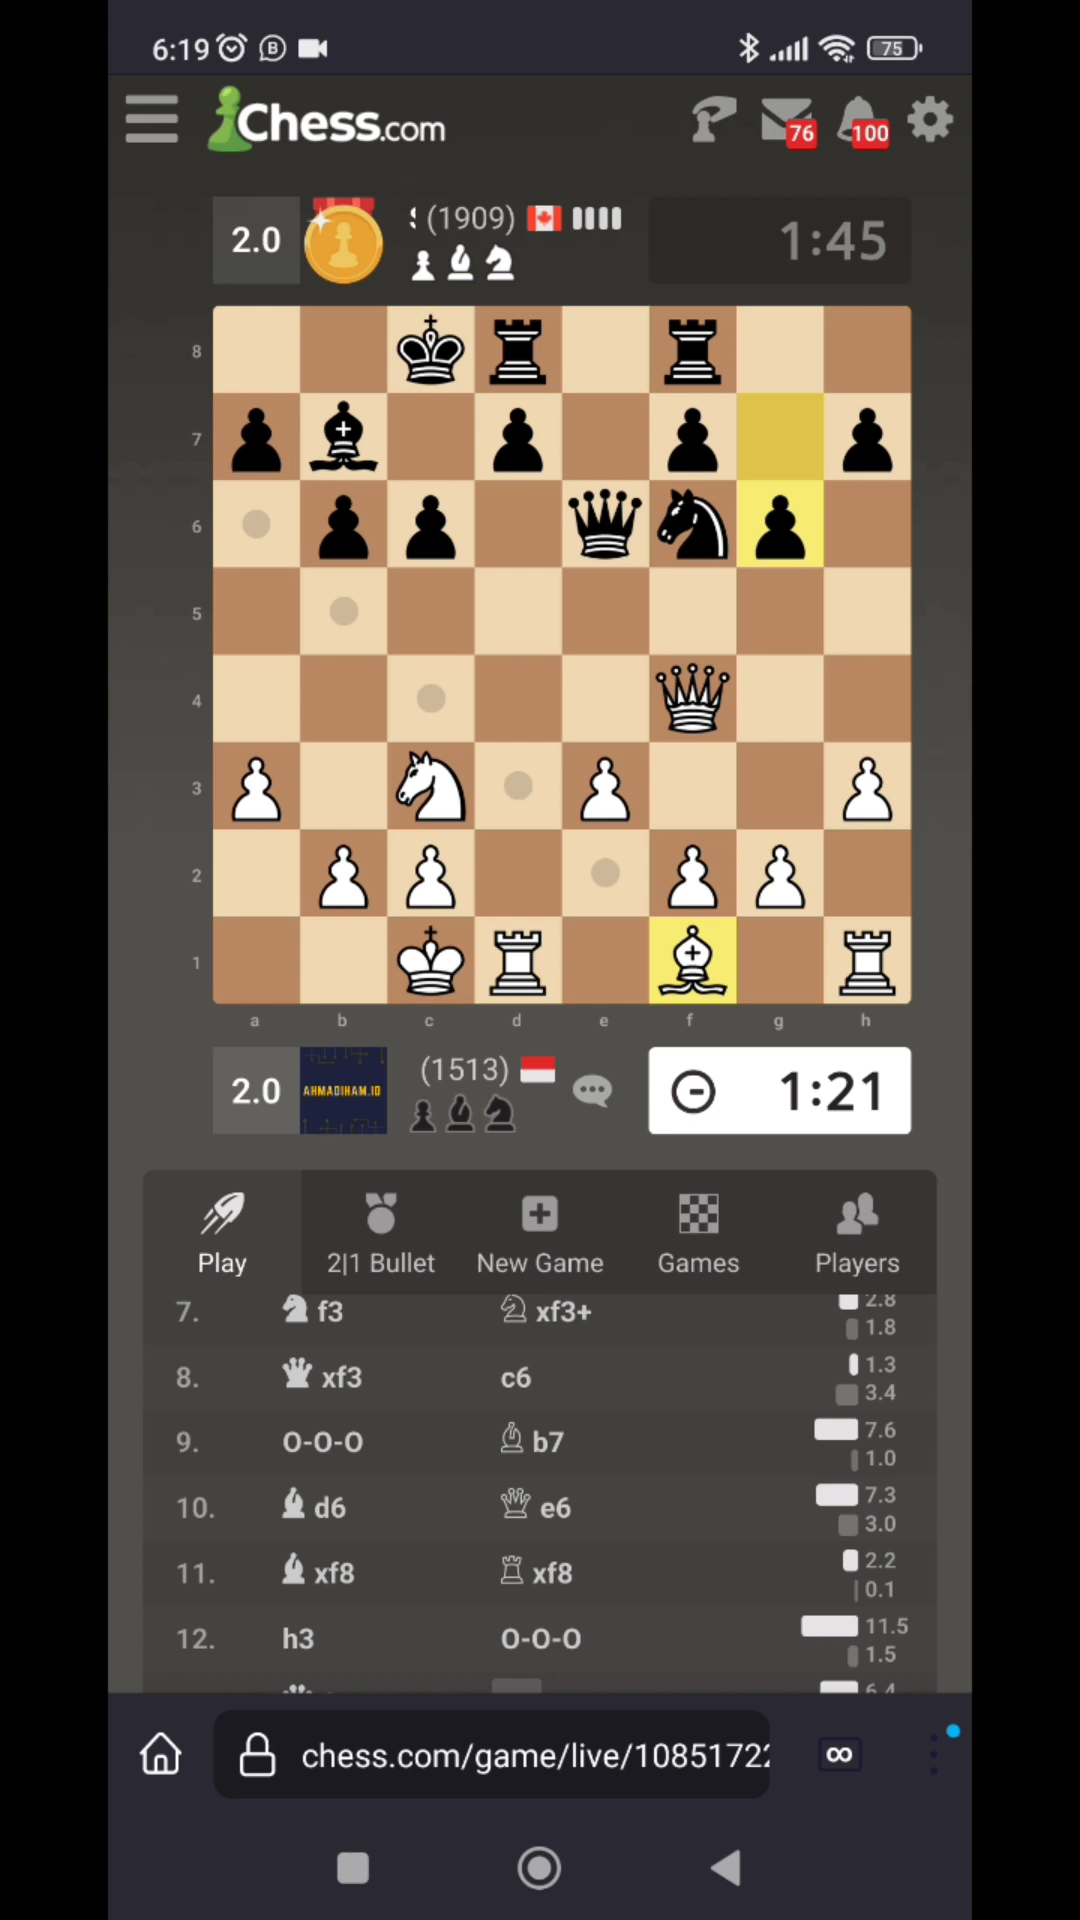 6:19 B 75
Chess.com 76 100
2.0 (1909) 1:45
8
7
6
5
4
3
2
1
a b c d e f g h
2.0 AHMADIHAM.ID (1513) 1:21
Play 2|1 Bullet New Game Games Players
7. f3 xf3+ 2.8
1.8
8. xf3 c6 1.3
3.4
9. O-O-O b7 7.6
1.0
10. d6 e6 7.3
3.0
11. xf8 xf8 2.2
0.1
12. h3 O-O-O 11.5
1.5
6.4
chess.com/game/live/10851722